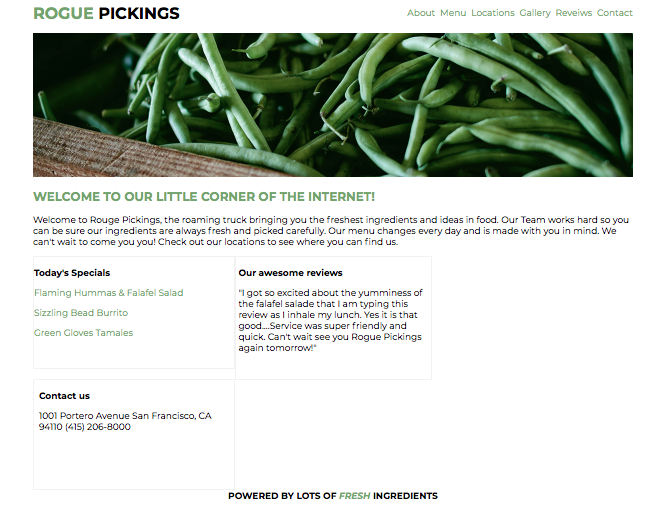 ROGUE PICKINGS
About Menu Locations Gallery Reveiws Contact
WELCOME TO OUR LITTLE CORNER OF THE INTERNET!
Welcome to Rouge Pickings, the roaming truck bringing you the freshest ingredients and ideas in food. Our Team works hard so you
can be sure our ingredients are always fresh and picked carefully. Our menu changes every day and is made with you in mind. We
can't wait to come you you! Check out our locations to see where you can find us.
Today's Specials
Flaming Hummas & Falafel Salad
Sizzling Bead Burrito
Green Gloves Tamales
Our awesome reviews
"I got so excited about the yumminess of
the falafel salade that I am typing this
review as I inhale my lunch. Yes it is that
good....Service was super friendly and
quick. Can't wait see you Rogue Pickings
again tomorrow!"
Contact us
1001 Portero Avenue San Francisco, CA
94110 (415) 206-8000
POWERED BY LOTS OF FRESH INGREDIENTS